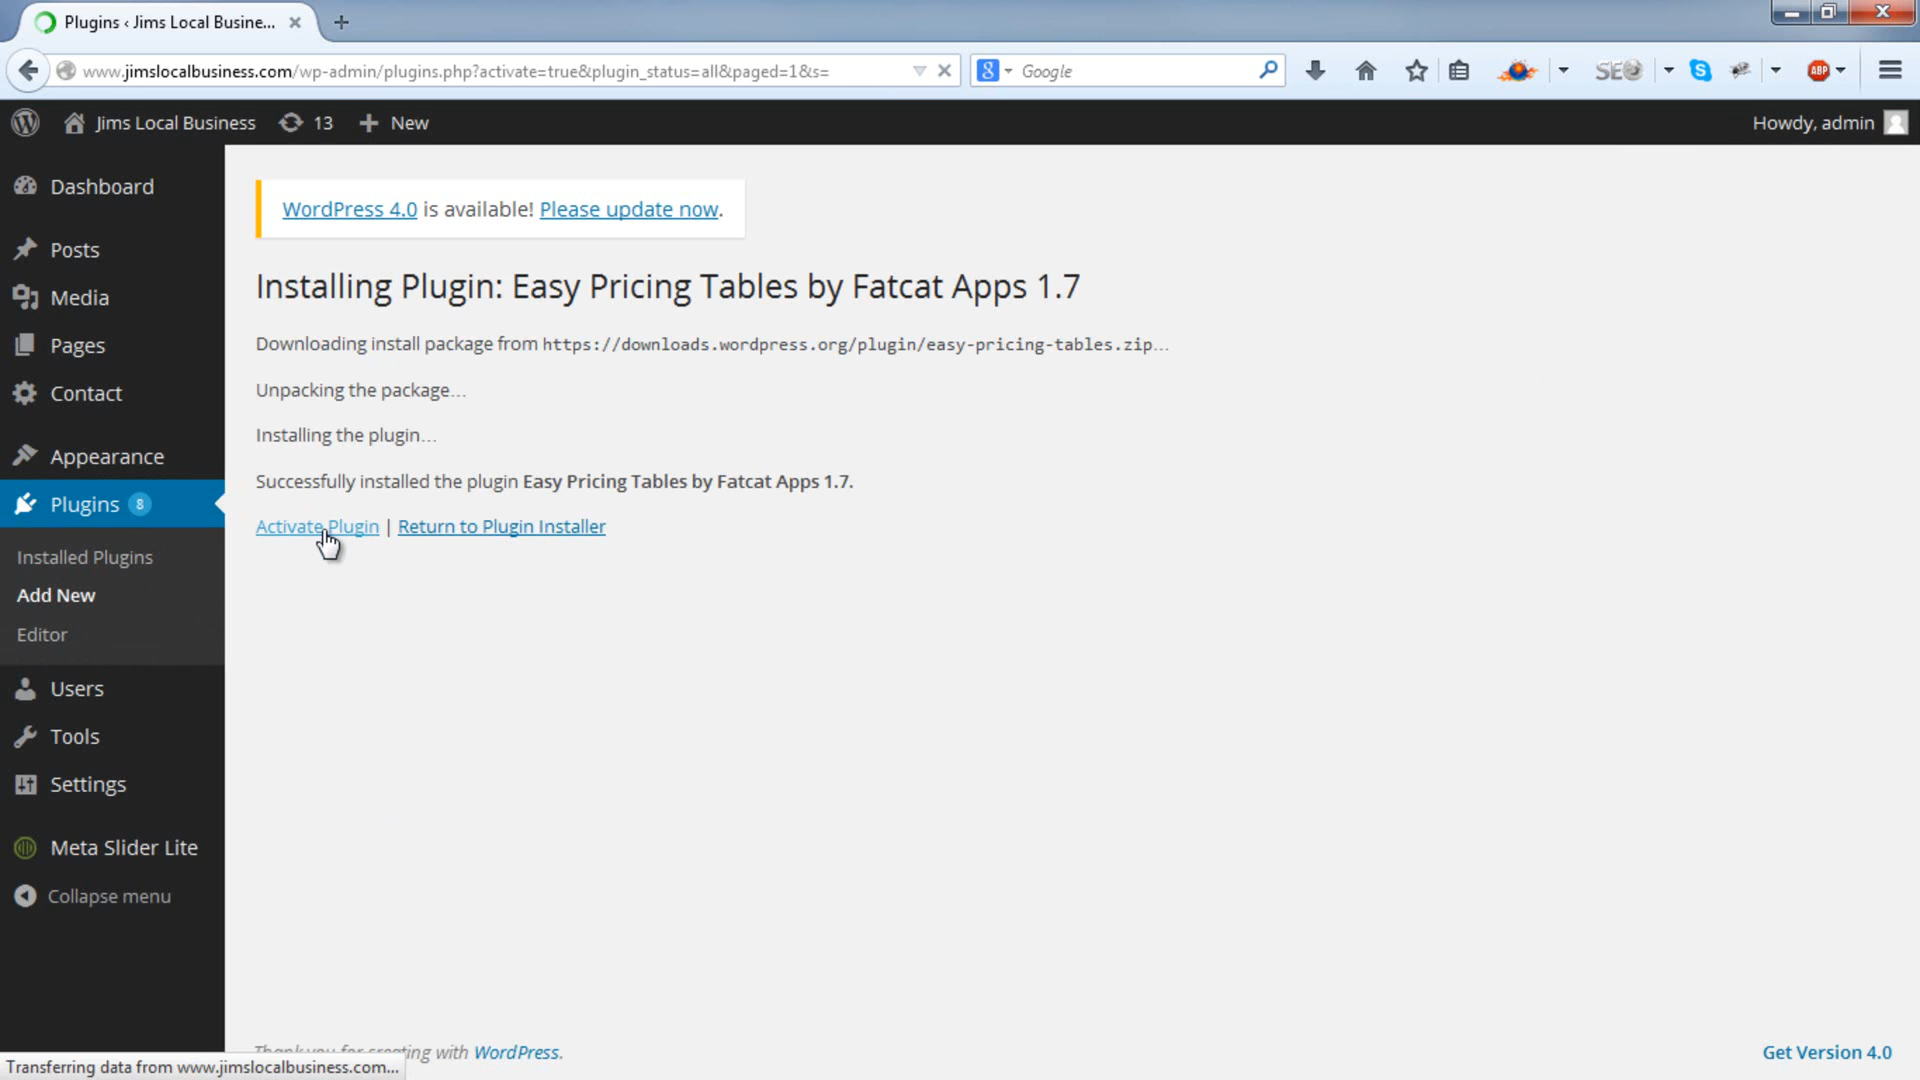 Plugins ‹ Jims Local Busine...
www.jimslocalbusiness.com/wp-admin/plugins.php?activate=true&plugin_status=all&paged=1&s=
Google
SEO
ABP
Jims Local Business 13 New
Howdy, admin
Dashboard
Posts
Media
Pages
Contact
Appearance
Plugins 8
Installed Plugins
Add New
Editor
Users
Tools
Settings
Meta Slider Lite
Collapse menu
WordPress 4.0 is available! Please update now.
Installing Plugin: Easy Pricing Tables by Fatcat Apps 1.7
Downloading install package from https://downloads.wordpress.org/plugin/easy-pricing-tables.zip…
Unpacking the package…
Installing the plugin…
Successfully installed the plugin Easy Pricing Tables by Fatcat Apps 1.7.
Activate Plugin | Return to Plugin Installer
Thank you for creating with WordPress.
Get Version 4.0
Transferring data from www.jimslocalbusiness.com...